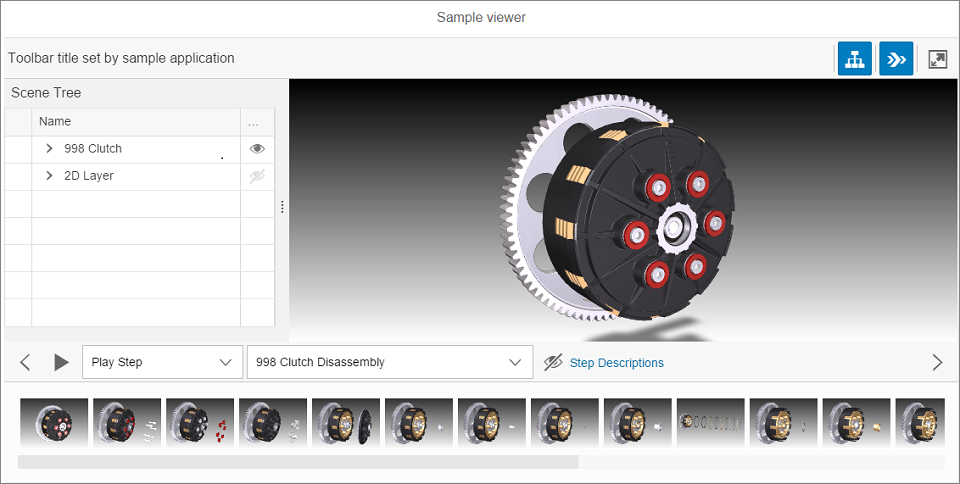 Sample viewer
Toolbar title set by sample application
Scene Tree
Name ...
998 Clutch
2D Layer
Play Step 998 Clutch Disassembly Step Descriptions